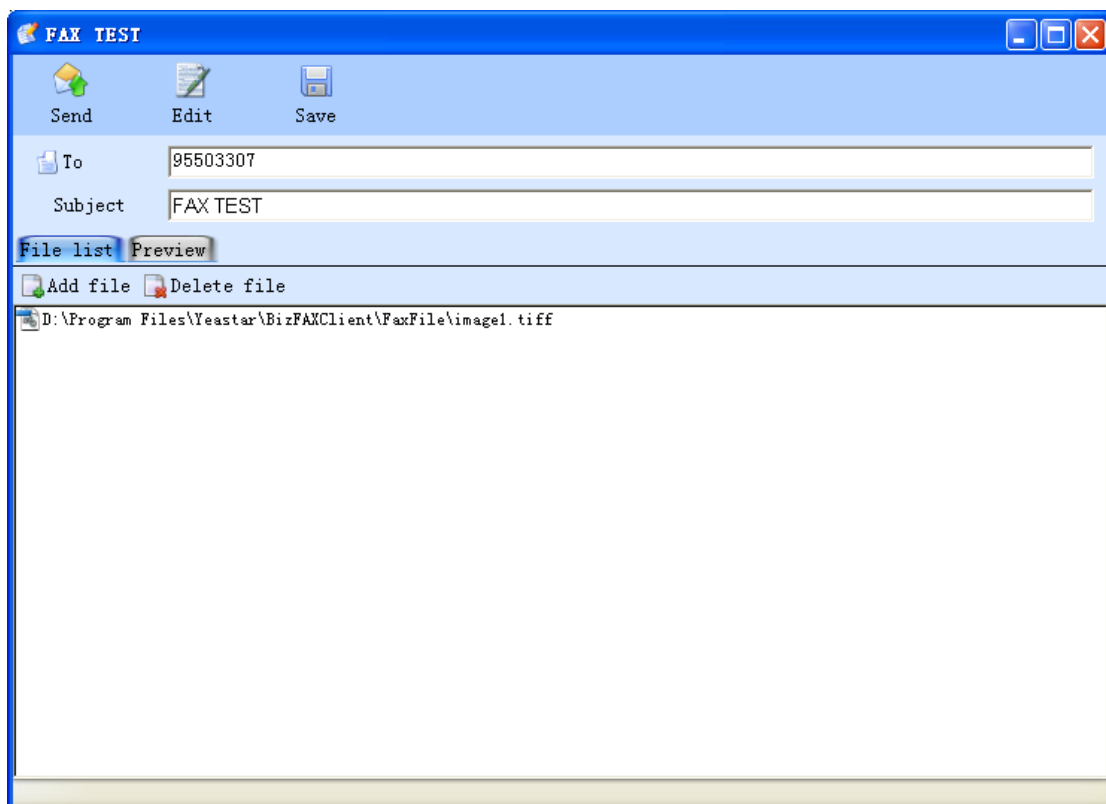 FAX TEST
Send Edit Save
To 95503307
Subject FAX TEST
File list Preview
Add file Delete file
D:\Program Files\Yeastar\BizFAXClient\FaxFile\image1.tiff